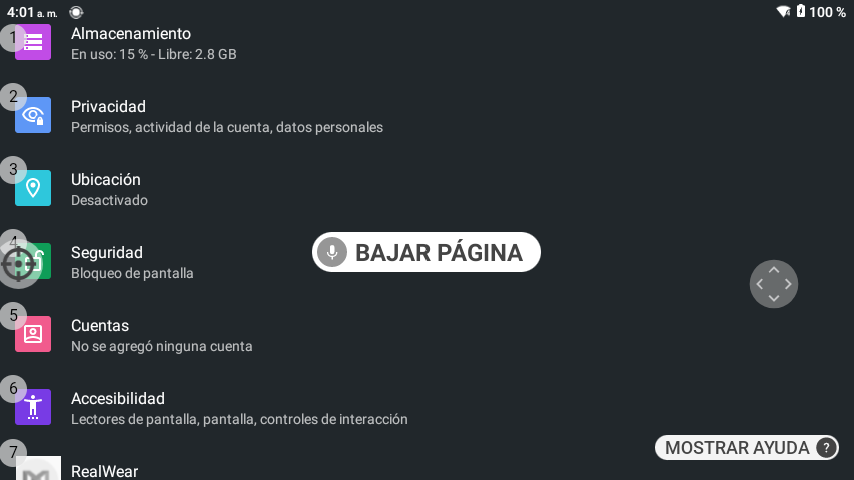 4:01 a. m.
100 %
1
Almacenamiento
En uso: 15 % - Libre: 2.8 GB
2
Privacidad
Permisos, actividad de la cuenta, datos personales
3
Ubicación
Desactivado
4
Seguridad
Bloqueo de pantalla
BAJAR PÁGINA
5
Cuentas
No se agregó ninguna cuenta
6
Accesibilidad
Lectores de pantalla, pantalla, controles de interacción
MOSTRAR AYUDA ?
7
RealWear